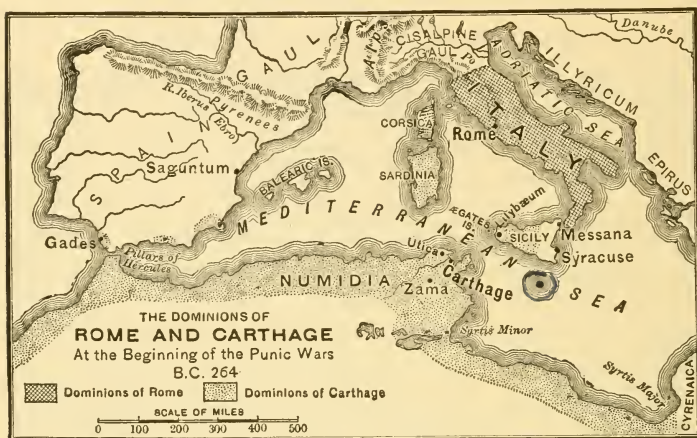 Danube
GAUL
Alps
CISALPINE
GAUL
Po
ILLYRICUM
ADRIATIC SEA
ITALY
Pyrenees
R. Iberus (Ebro)
SPAIN
CORSICA
Rome
Saguntum
BALEARIC IS.
SARDINIA
EPIRUS
MEDITERRANEAN SEA
ÆGATES
IS.
Lilybæum
SICILY
Messana
Syracuse
Gades
Pillars of
Hercules
Utica
Carthage
NUMIDIA
Zama
THE DOMINIONS OF
ROME AND CARTHAGE
At the Beginning of the Punic Wars
B.C. 264
Syrtis Minor
Syrtis Major
CYRENAICA
Dominions of Rome
Dominions of Carthage
SCALE OF MILES
0 100 200 300 400 500